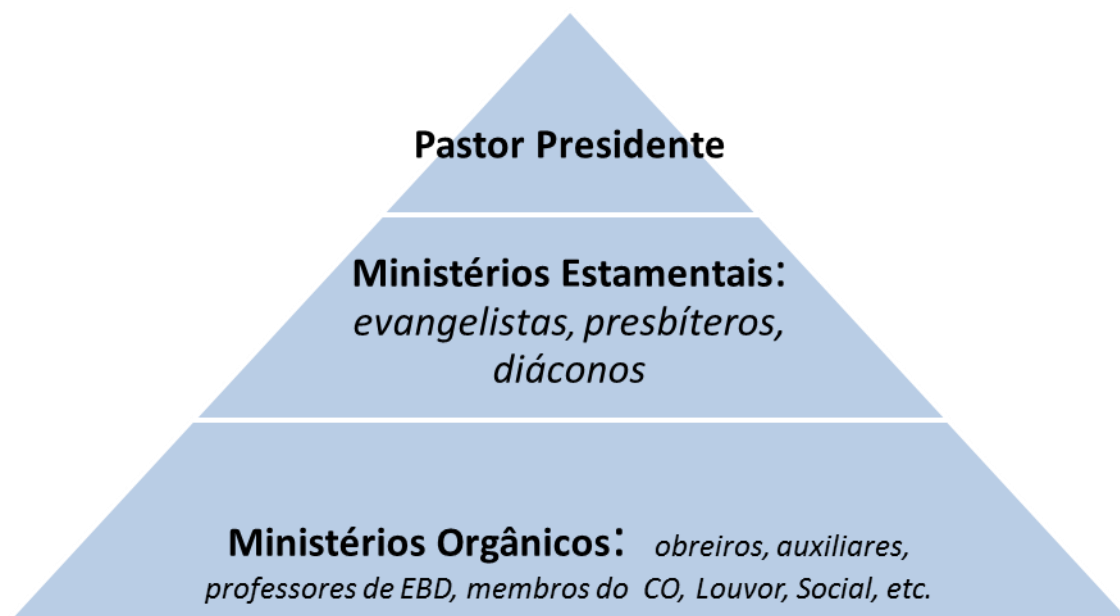 Pastor Presidente
Ministérios Estamentais:
evangelistas, presbíteros,
diáconos
Ministérios Orgânicos: obreiros, auxiliares,
professores de EBD, membros do CO, Louvor, Social, etc.